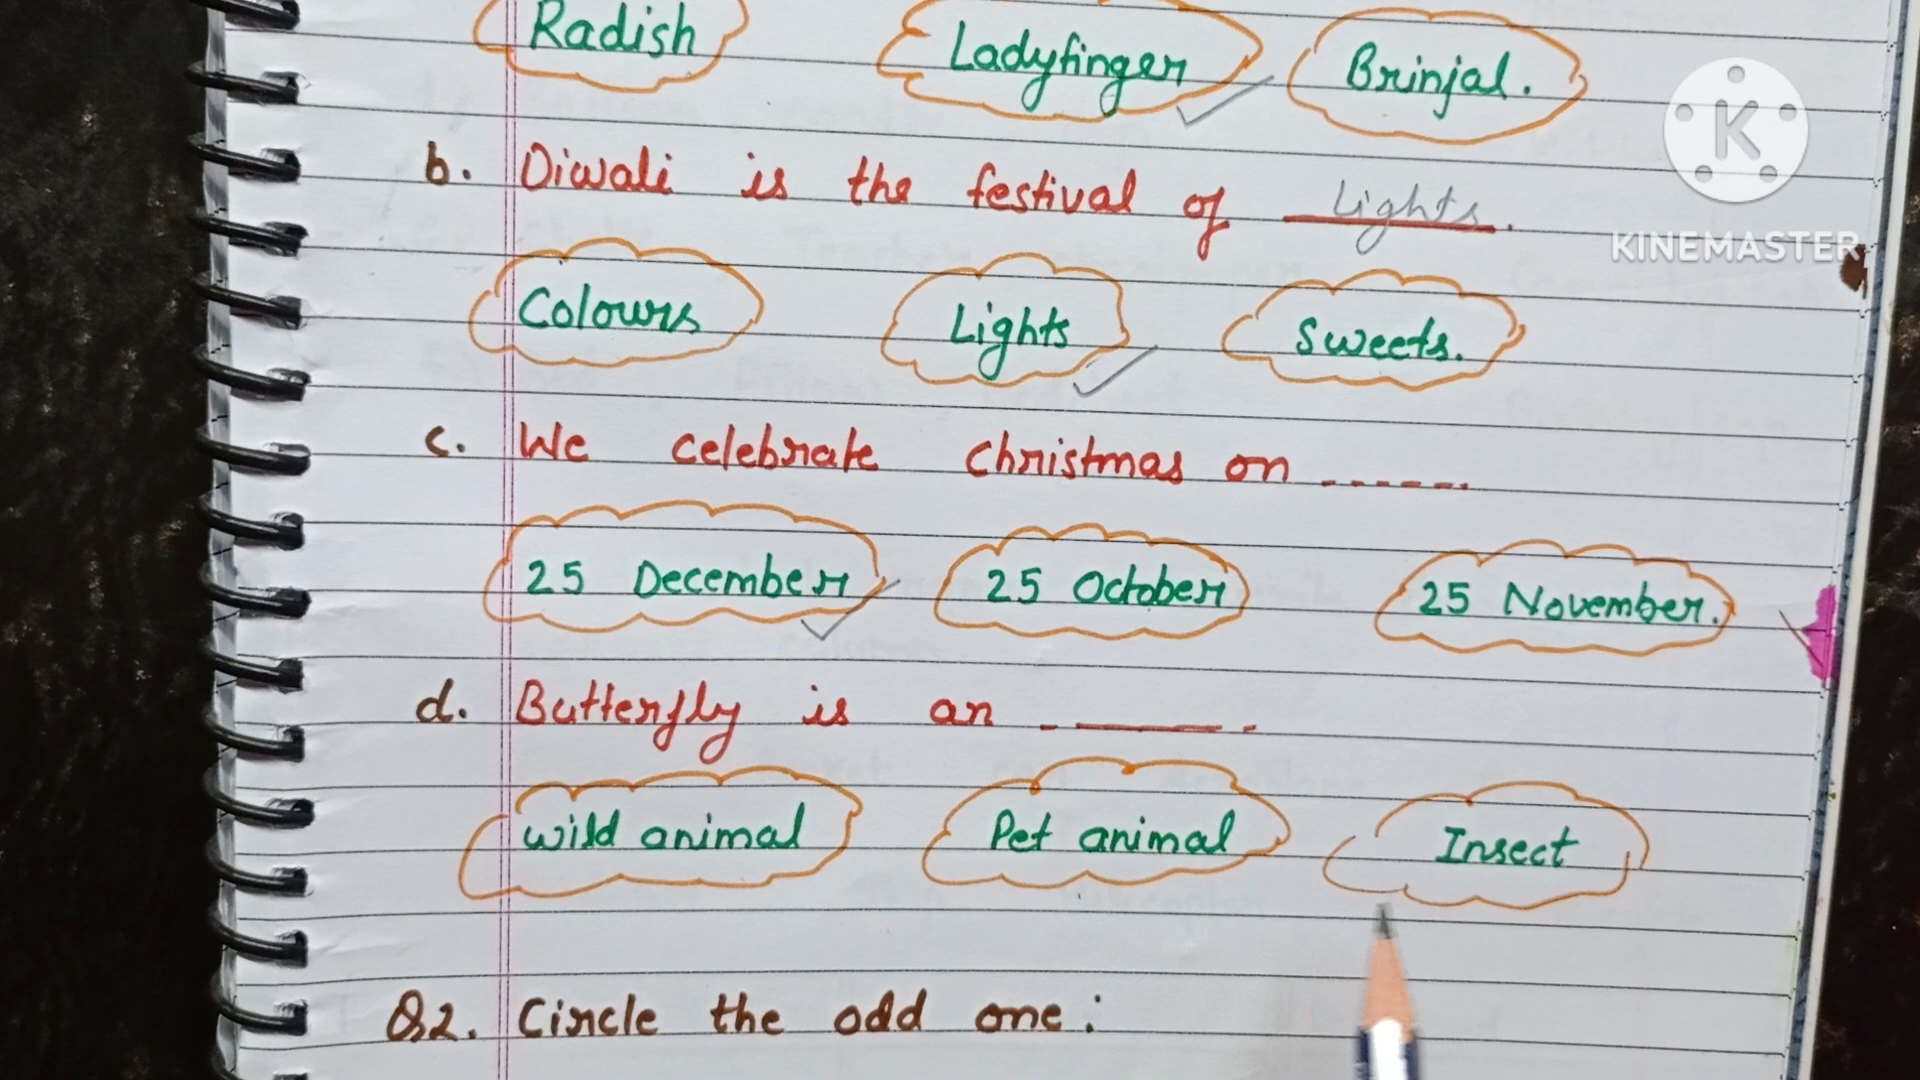 Radish Ladyfinger Brinjal.
b. Diwali is the festival of Lights.
Colours Lights Sweets.
c. We celebrate Christmas on ------
25 December 25 October 25 November.
d. Butterfly is an ______.
wild animal Pet animal Insect
Q2. Circle the odd one:
K
KINEMASTER